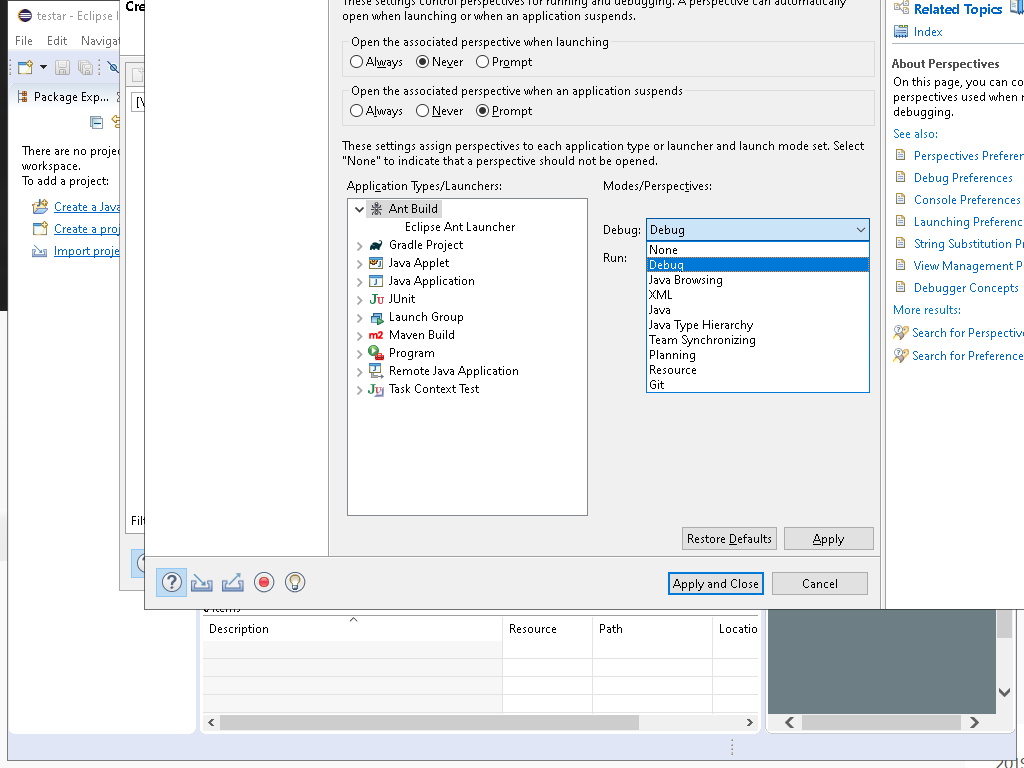 testar - Eclipse I
File Edit Navigat
Package Exp...
There are no proje
workspace.
To add a project:
Create a Java
Create a proj
Import proje
Cre
[\
Filt
These settings control perspectives for running and debugging. A perspective can automatically
open when launching or when an application suspends.
Open the associated perspective when launching
Always Never Prompt
Open the associated perspective when an application suspends
Always Never Prompt
These settings assign perspectives to each application type or launcher and launch mode set. Select
"None" to indicate that a perspective should not be opened.
Application Types/Launchers:
Ant Build
Eclipse Ant Launcher
Gradle Project
Java Applet
Java Application
JUnit
Launch Group
Maven Build
Program
Remote Java Application
Task Context Test
Modes/Perspectives:
Debug: Debug
Run:
None
Debug
Java Browsing
XML
Java
Java Type Hierarchy
Team Synchronizing
Planning
Resource
Git
Restore Defaults Apply
Apply and Close Cancel
Related Topics
Index
About Perspectives
On this page, you can co
perspectives used when r
debugging.
See also:
Perspectives Preferen
Debug Preferences
Console Preferences
Launching Preferenc
String Substitution Pr
View Management P
Debugger Concepts
More results:
Search for Perspective
Search for Preference
items
Description Resource Path Locatio
2019